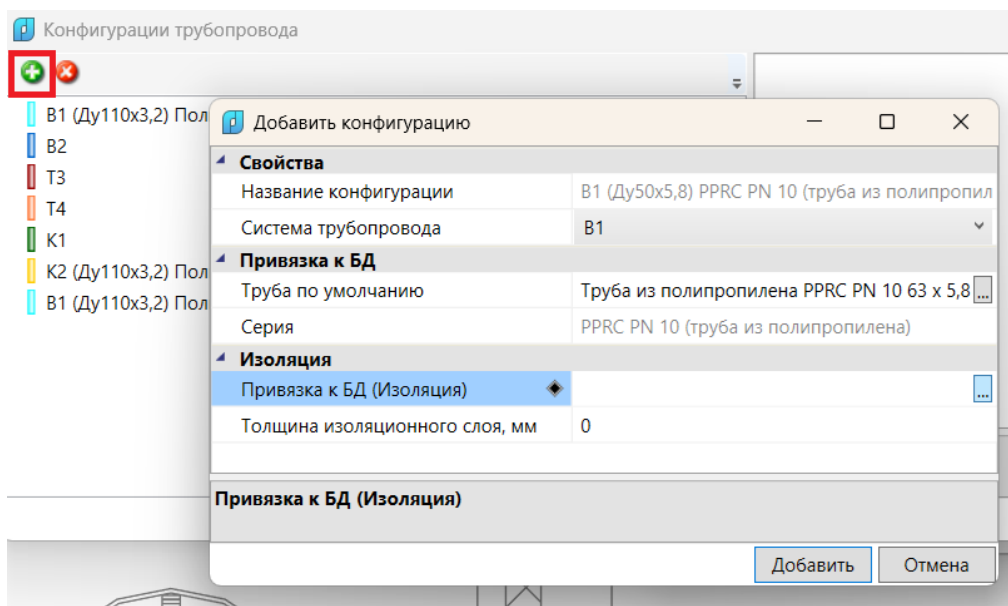 Конфигурации трубопровода
В1 (Ду110х3,2) Пол
В2
Т3
Т4
К1
К2 (Ду110х3,2) Пол
В1 (Ду110х3,2) Пол
Добавить конфигурацию
Свойства
Название конфигурации В1 (Ду50х5,8) PPRC PN 10 (труба из полипропил
Система трубопровода В1
Привязка к БД
Труба по умолчанию Труба из полипропилена PPRC PN 10 63 х 5,8 ...
Серия PPRC PN 10 (труба из полипропилена)
Изоляция
Привязка к БД (Изоляция) ...
Толщина изоляционного слоя, мм 0
Привязка к БД (Изоляция)
Добавить Отмена